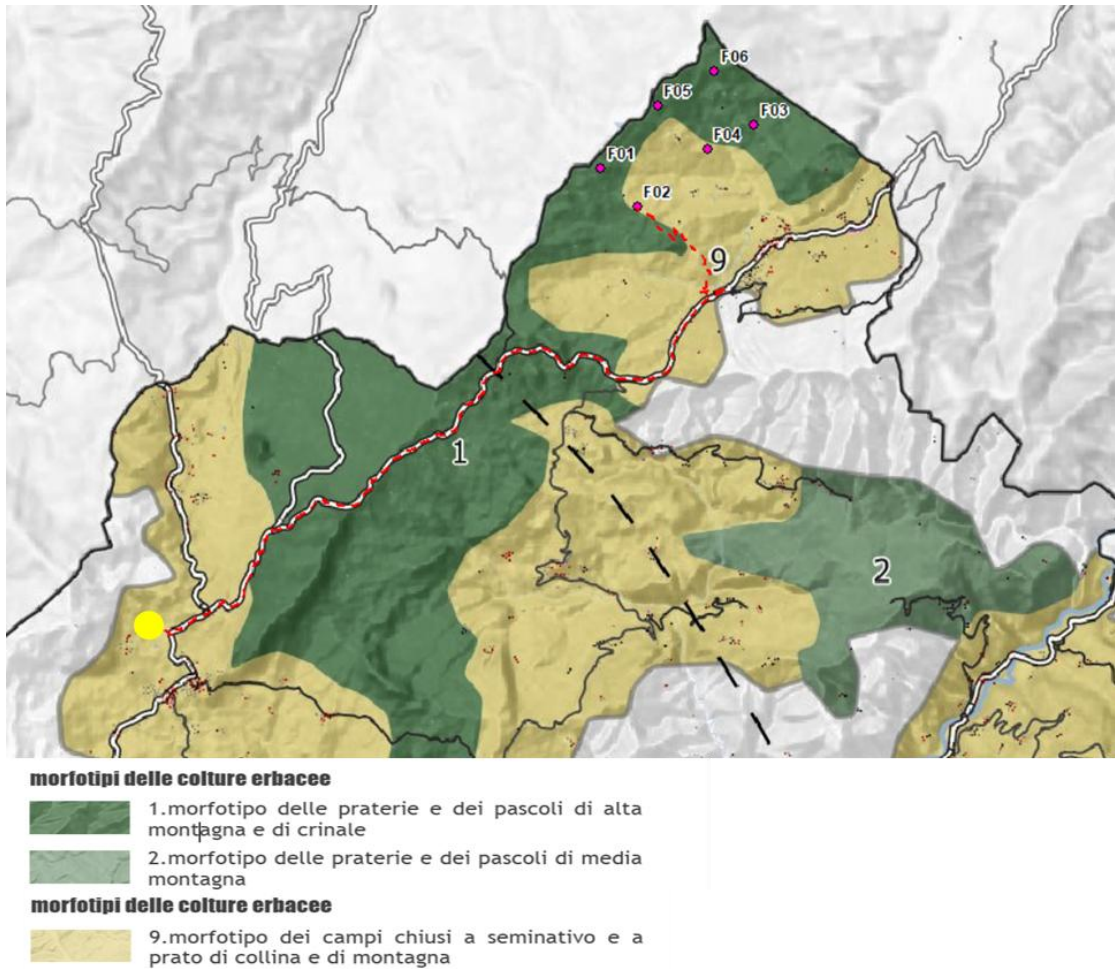 F06
F05
F03
F04
F01
F02
9
1
2
morfotipi delle colture erbacee
1.morfotipo delle praterie e dei pascoli di alta
montagna e di crinale
2.morfotipo delle praterie e dei pascoli di media
montagna
morfotipi delle colture erbacee
9.morfotipo dei campi chiusi a seminativo e a
prato di collina e di montagna